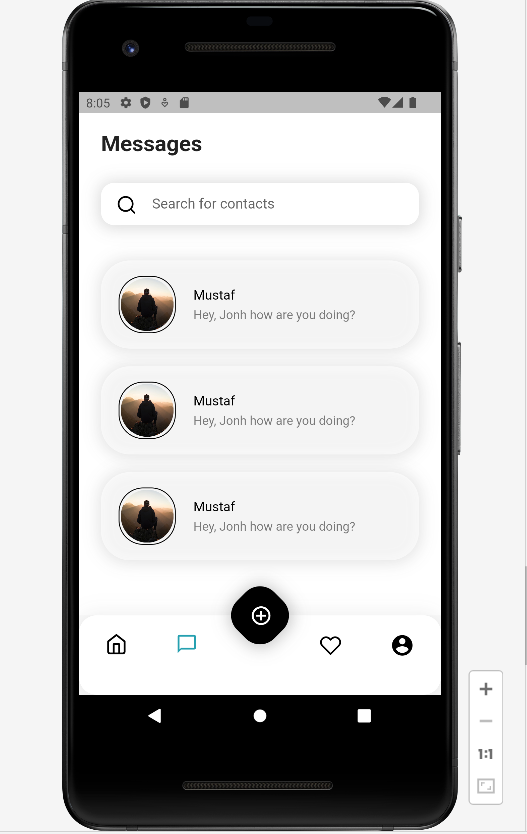 8:05
Messages
Search for contacts
Mustaf
Hey, Jonh how are you doing?
Mustaf
Hey, Jonh how are you doing?
Mustaf
Hey, Jonh how are you doing?
1:1